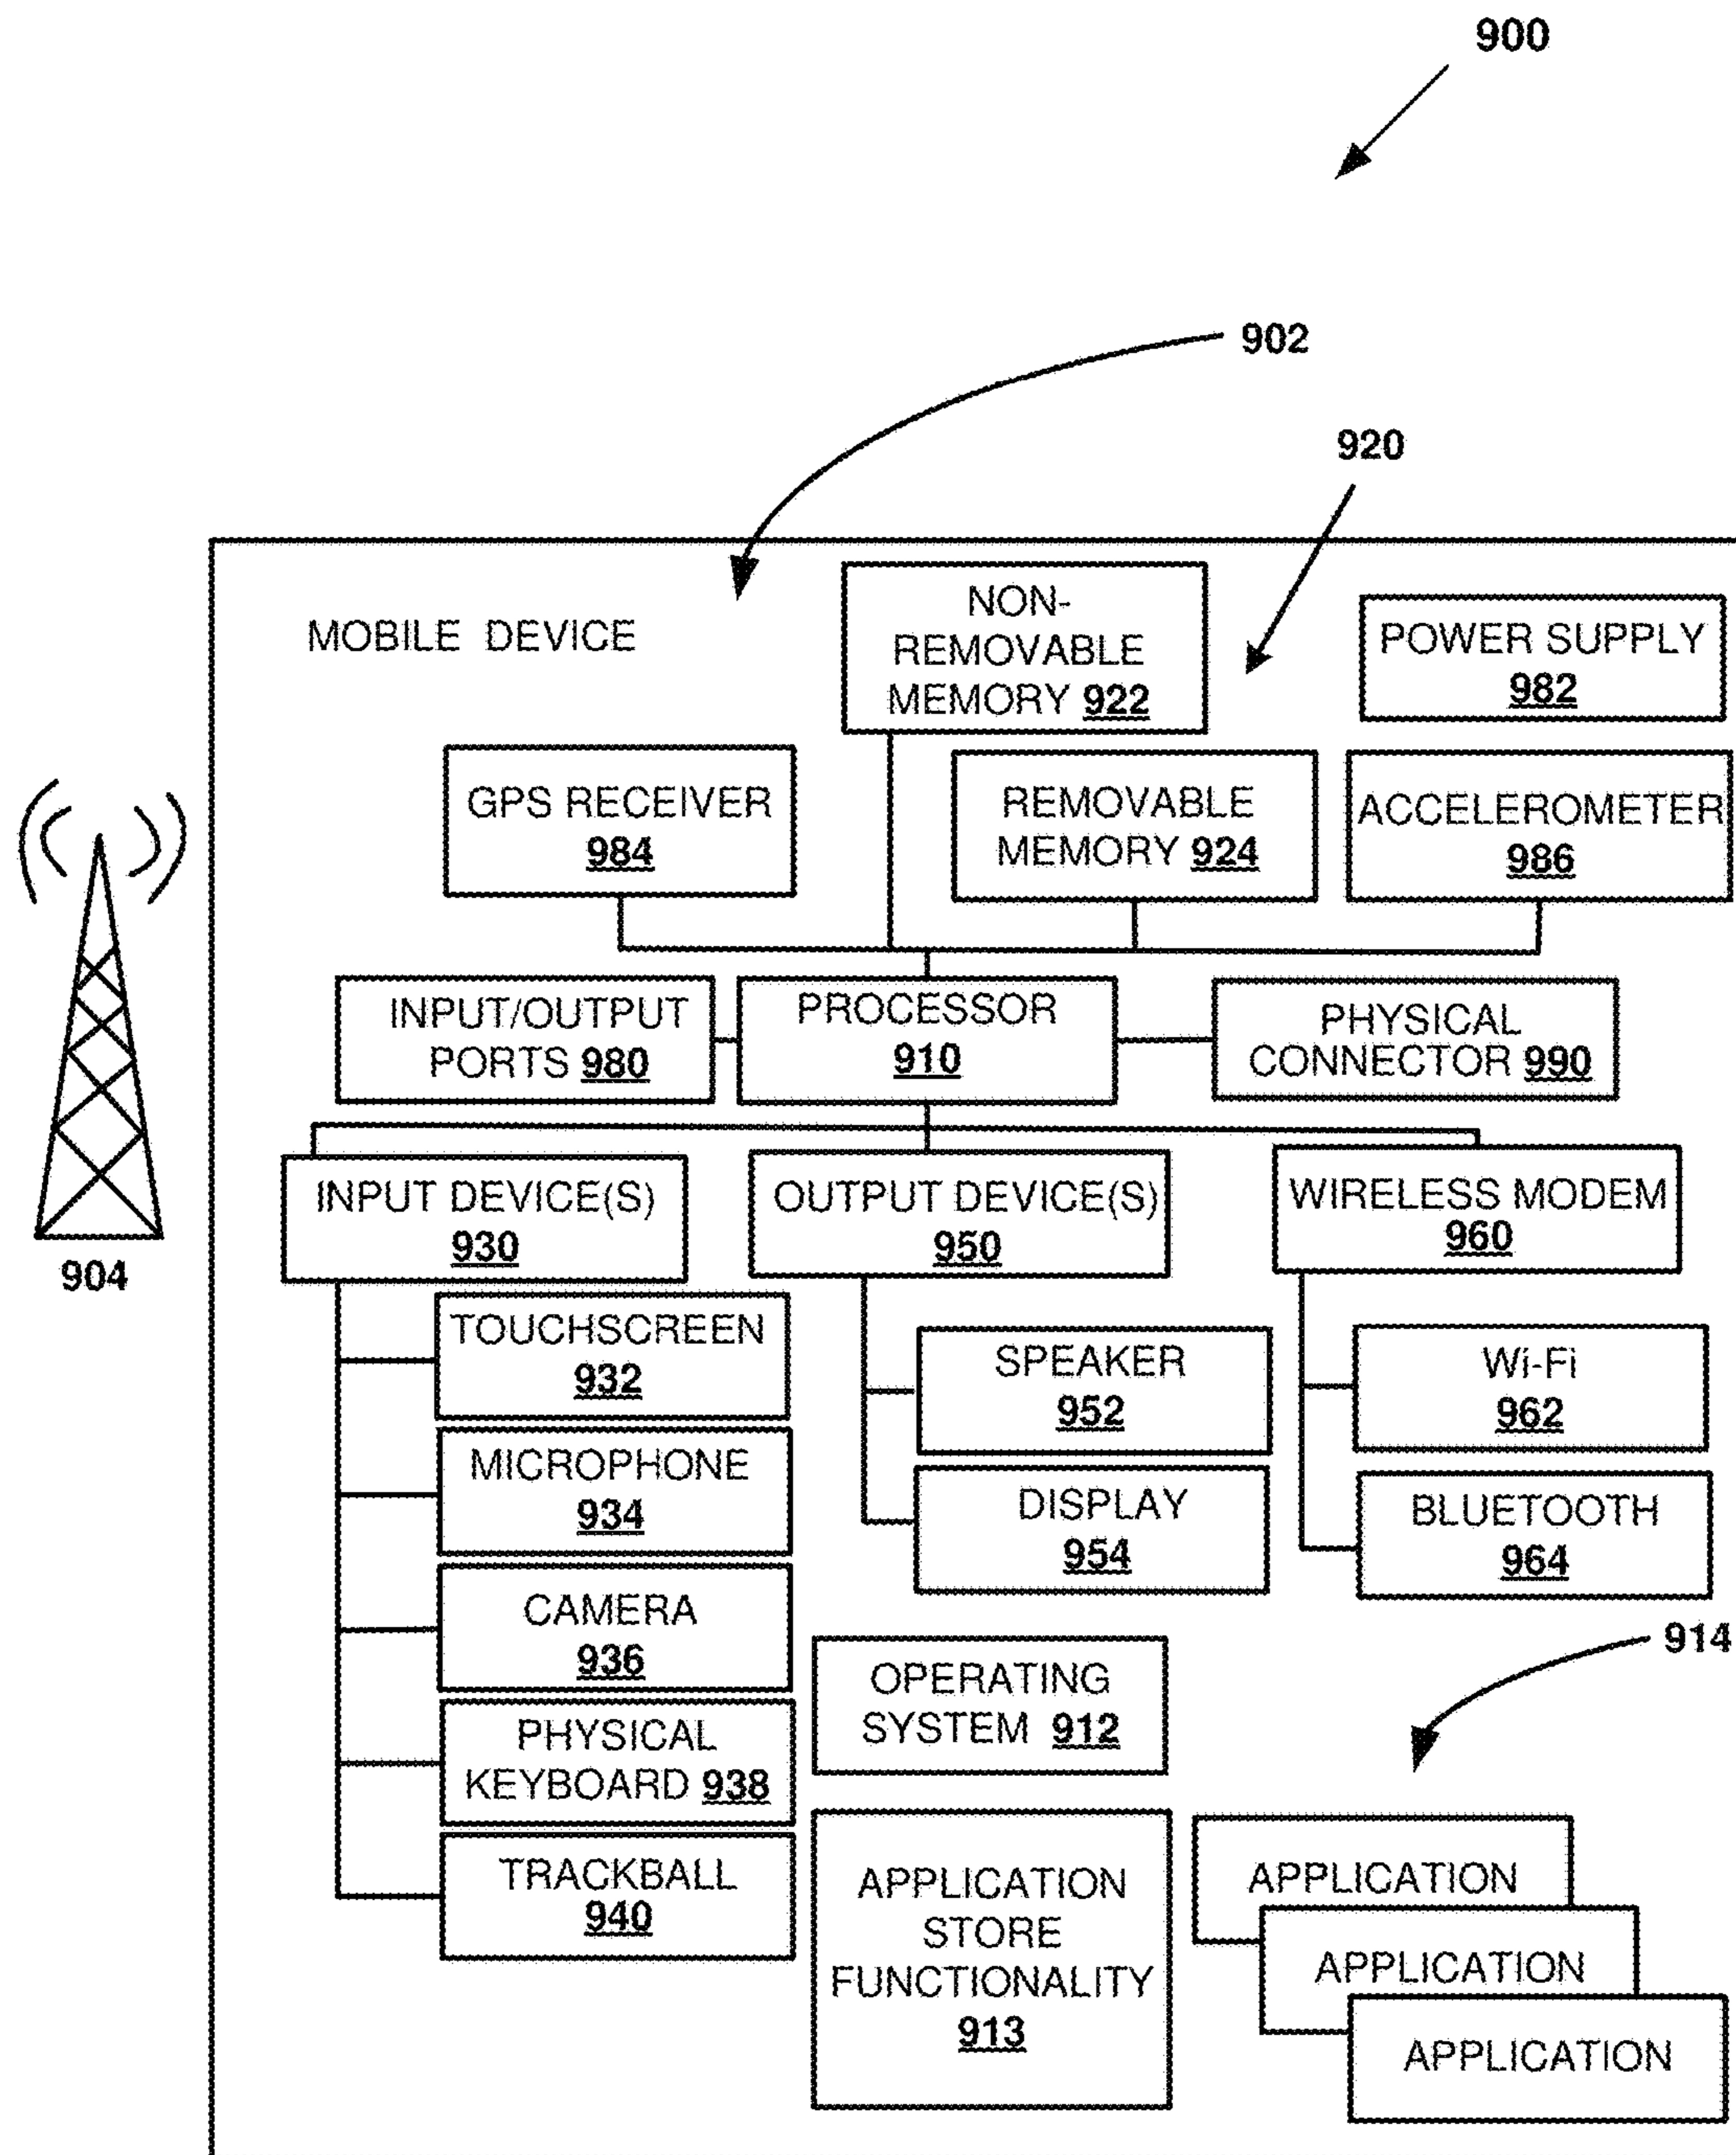 900
902
920
MOBILE DEVICE
NON-
REMOVABLE
MEMORY 922
POWER SUPPLY
982
GPS RECEIVER
984
REMOVABLE
MEMORY 924
ACCELEROMETER
986
INPUT/OUTPUT
PORTS 980
PROCESSOR
910
PHYSICAL
CONNECTOR 990
904
INPUT DEVICE(S)
930
OUTPUT DEVICE(S)
950
WIRELESS MODEM
960
TOUCHSCREEN
932
MICROPHONE
934
CAMERA
936
PHYSICAL
KEYBOARD 938
TRACKBALL
940
SPEAKER
952
DISPLAY
954
Wi-Fi
962
BLUETOOTH
964
OPERATING
SYSTEM 912
APPLICATION
STORE
FUNCTIONALITY
913
914
APPLICATION
APPLICATION
APPLICATION